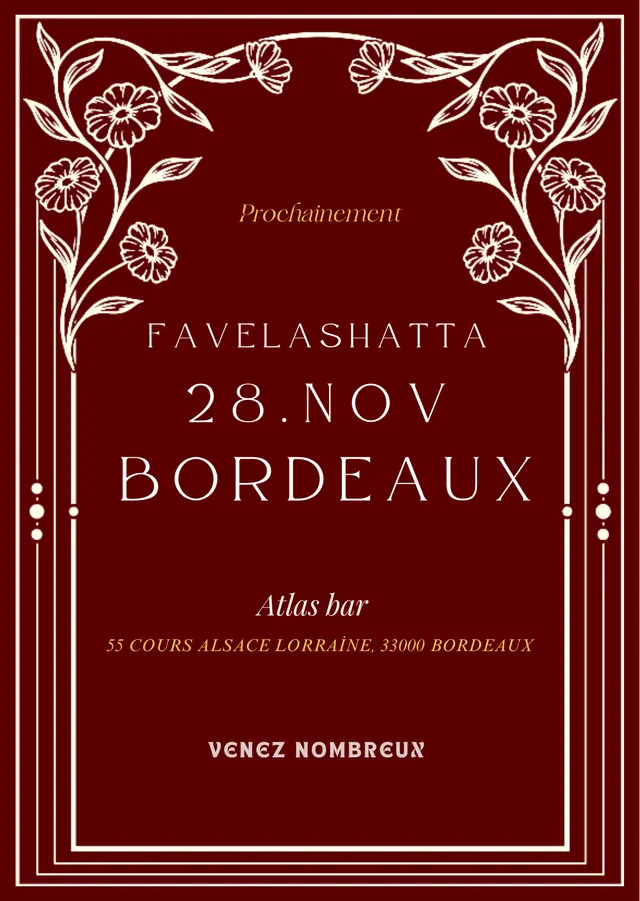 Prochainement
FAVELASHATTA
28.NOV
BORDEAUX
Atlas bar
55 COURS ALSACE LORRAİNE, 33000 BORDEAUX
VENEZ NOMBREUX